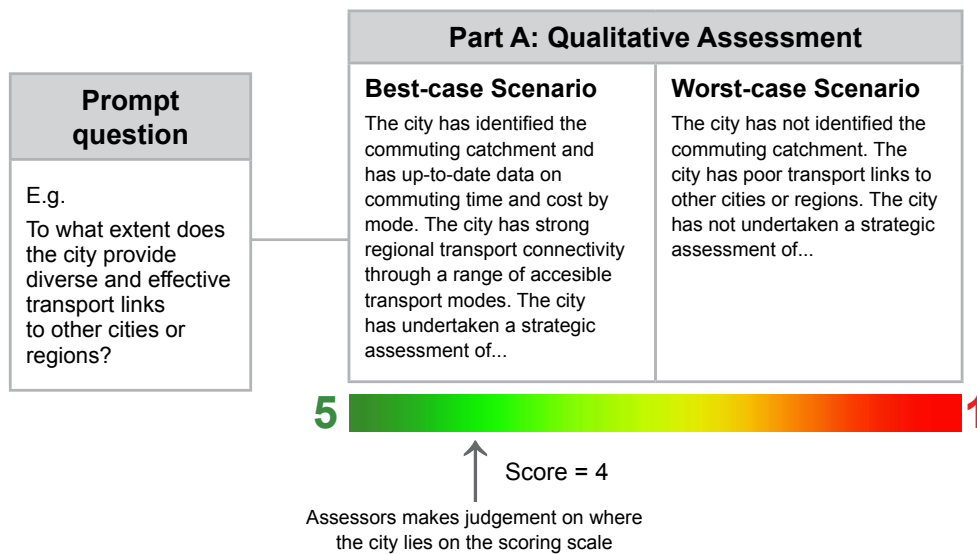 Part A: Qualitative Assessment
Prompt
question
E.g.
To what extent does
the city provide
diverse and effective
transport links
to other cities or
regions?
Best-case Scenario
The city has identified the
commuting catchment and
has up-to-date data on
commuting time and cost by
mode. The city has strong
regional transport connectivity
through a range of accesible
transport modes. The city
has undertaken a strategic
assessment of...
Worst-case Scenario
The city has not identified the
commuting catchment. The
city has poor transport links to
other cities or regions. The city
has not undertaken a strategic
assessment of...
5
1
Score = 4
Assessors makes judgement on where
the city lies on the scoring scale